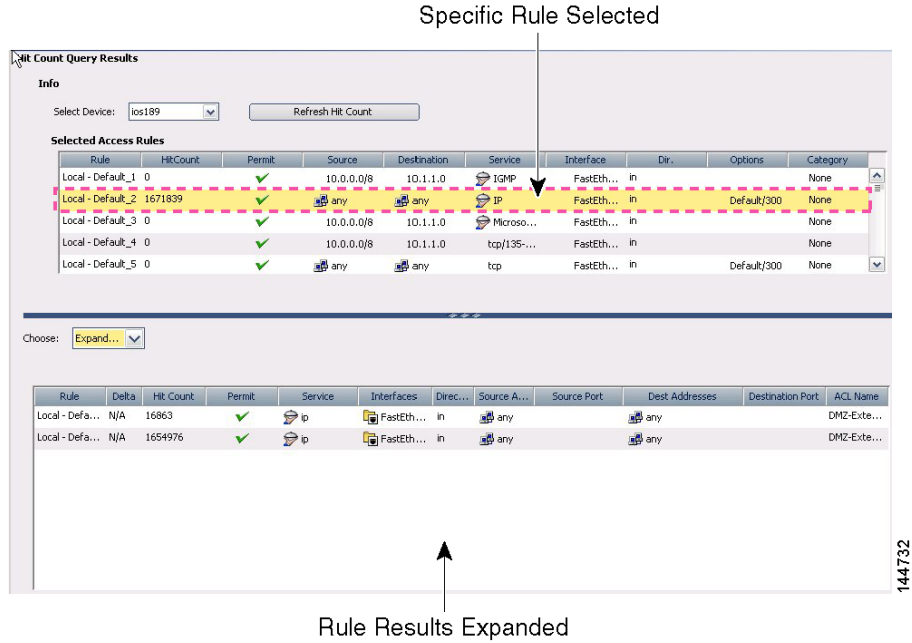 Specific Rule Selected
Hit Count Query Results
Info
Select Device: ios189 Refresh Hit Count
Selected Access Rules
Rule HitCount Permit Source Destination Service Interface Dir. Options Category
Local - Default_1 0 10.0.0.0/8 10.1.1.0 IGMP FastEth... in None
Local - Default_2 1671839 any any IP FastEth... in Default/300 None
Local - Default_3 0 10.0.0.0/8 10.1.1.0 Microso... FastEth... in None
Local - Default_4 0 10.0.0.0/8 10.1.1.0 tcp/135-... FastEth... in None
Local - Default_5 0 any any tcp FastEth... in Default/300 None
Choose: Expand...
Rule Delta Hit Count Permit Service Interfaces Direc... Source A... Source Port Dest Addresses Destination Port ACL Name
Local - Defa... N/A 16863 ip FastEth... in any any DMZ-Exte...
Local - Defa... N/A 1654976 ip FastEth... in any any DMZ-Exte...
144732
Rule Results Expanded